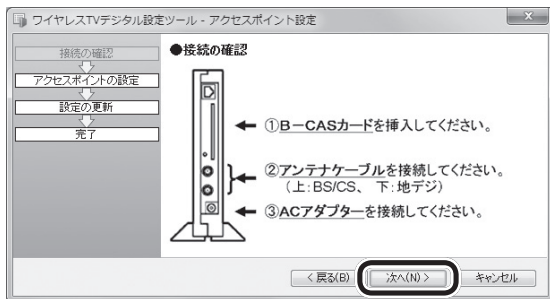 ワイヤレスTVデジタル設定ツール - アクセスポイント設定
接続の確認
アクセスポイントの設定
設定の更新
完了
●接続の確認
①B-CASカードを挿入してください。
②アンテナケーブルを接続してください。
(上:BS/CS、 下:地デジ)
③ACアダプターを接続してください。
< 戻る(B)
次へ(N) >
キャンセル